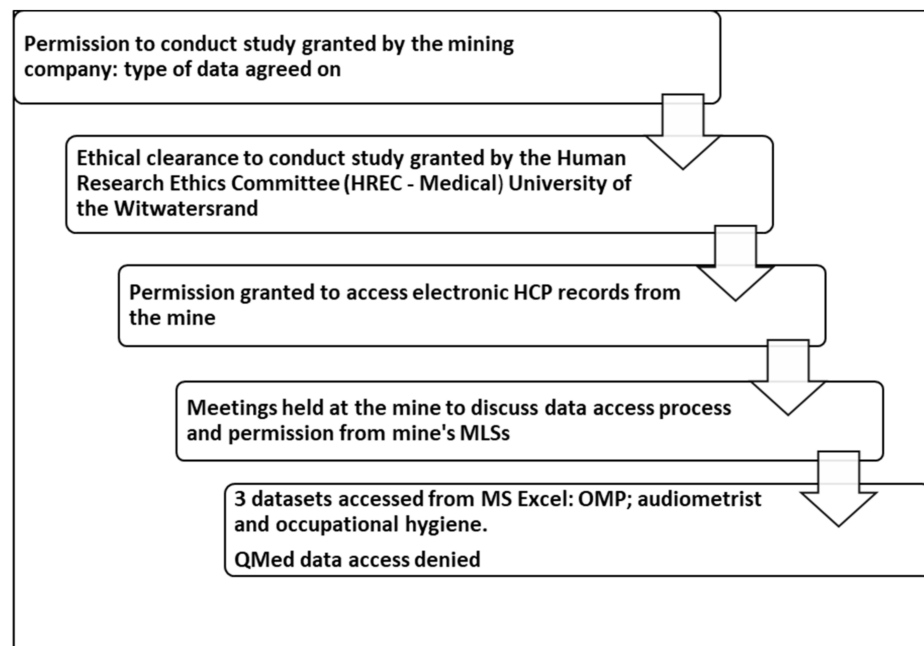 Permission to conduct study granted by the mining
company: type of data agreed on
Ethical clearance to conduct study granted by the Human
Research Ethics Committee (HREC - Medical) University of
the Witwatersrand
Permission granted to access electronic HCP records from
the mine
Meetings held at the mine to discuss data access process
and permission from mine's MLSs
3 datasets accessed from MS Excel: OMP; audiometrist
and occupational hygiene.
QMed data access denied